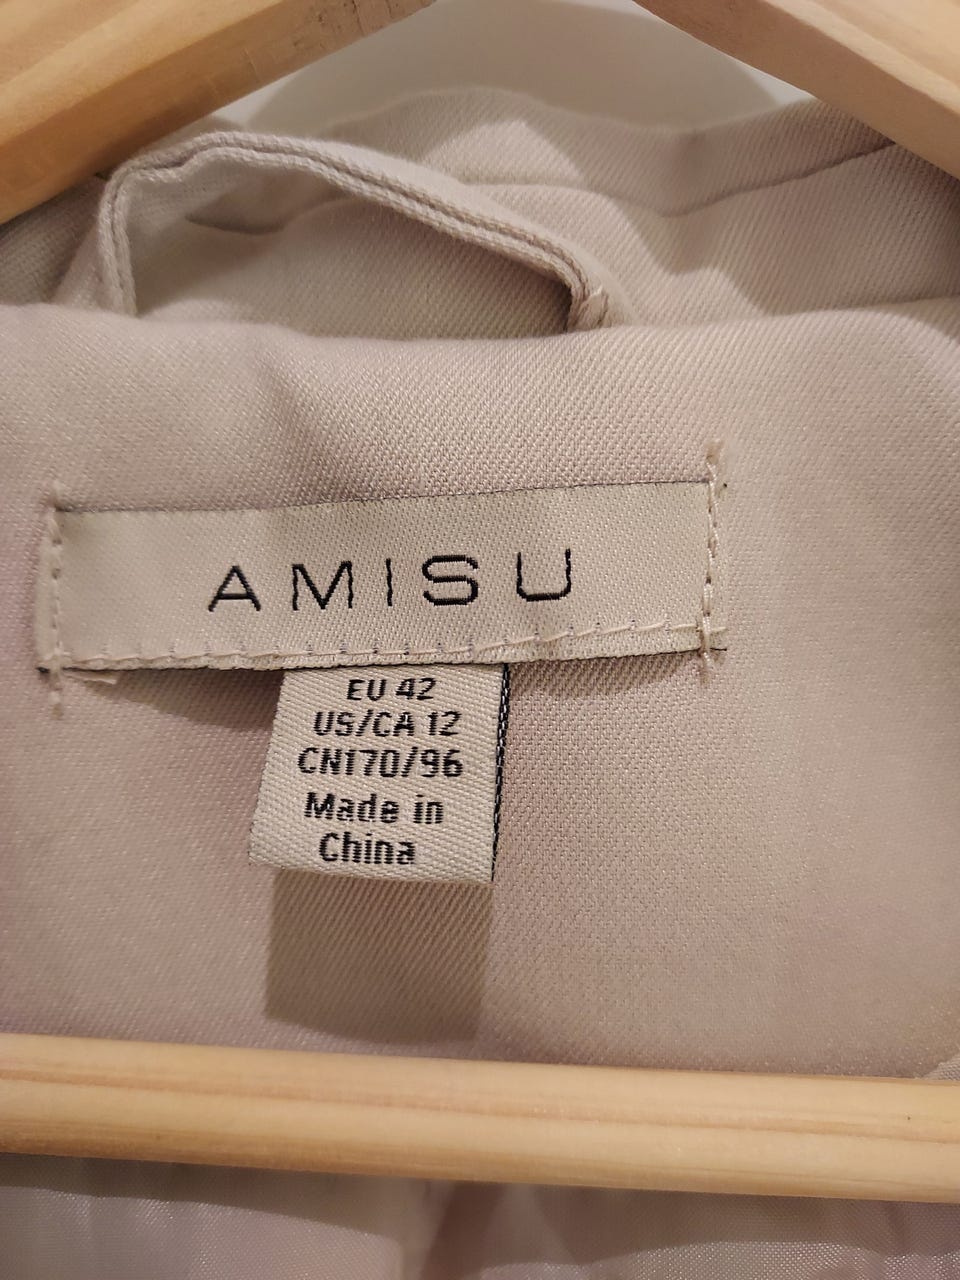 AMISU
EU 42
US/CA 12
CN170/96
Made in
China